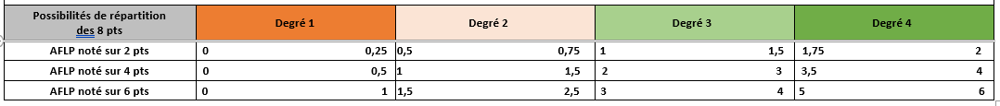 Possibilités de répartition
des 8 pts
Degré 1 Degré 2 Degré 3 Degré 4
AFLP noté sur 2 pts 0 0,25 0,5 0,75 1 1,5 1,75 2
AFLP noté sur 4 pts 0 0,5 1 1,5 2 3 3,5 4
AFLP noté sur 6 pts 0 1 1,5 2,5 3 4 5 6